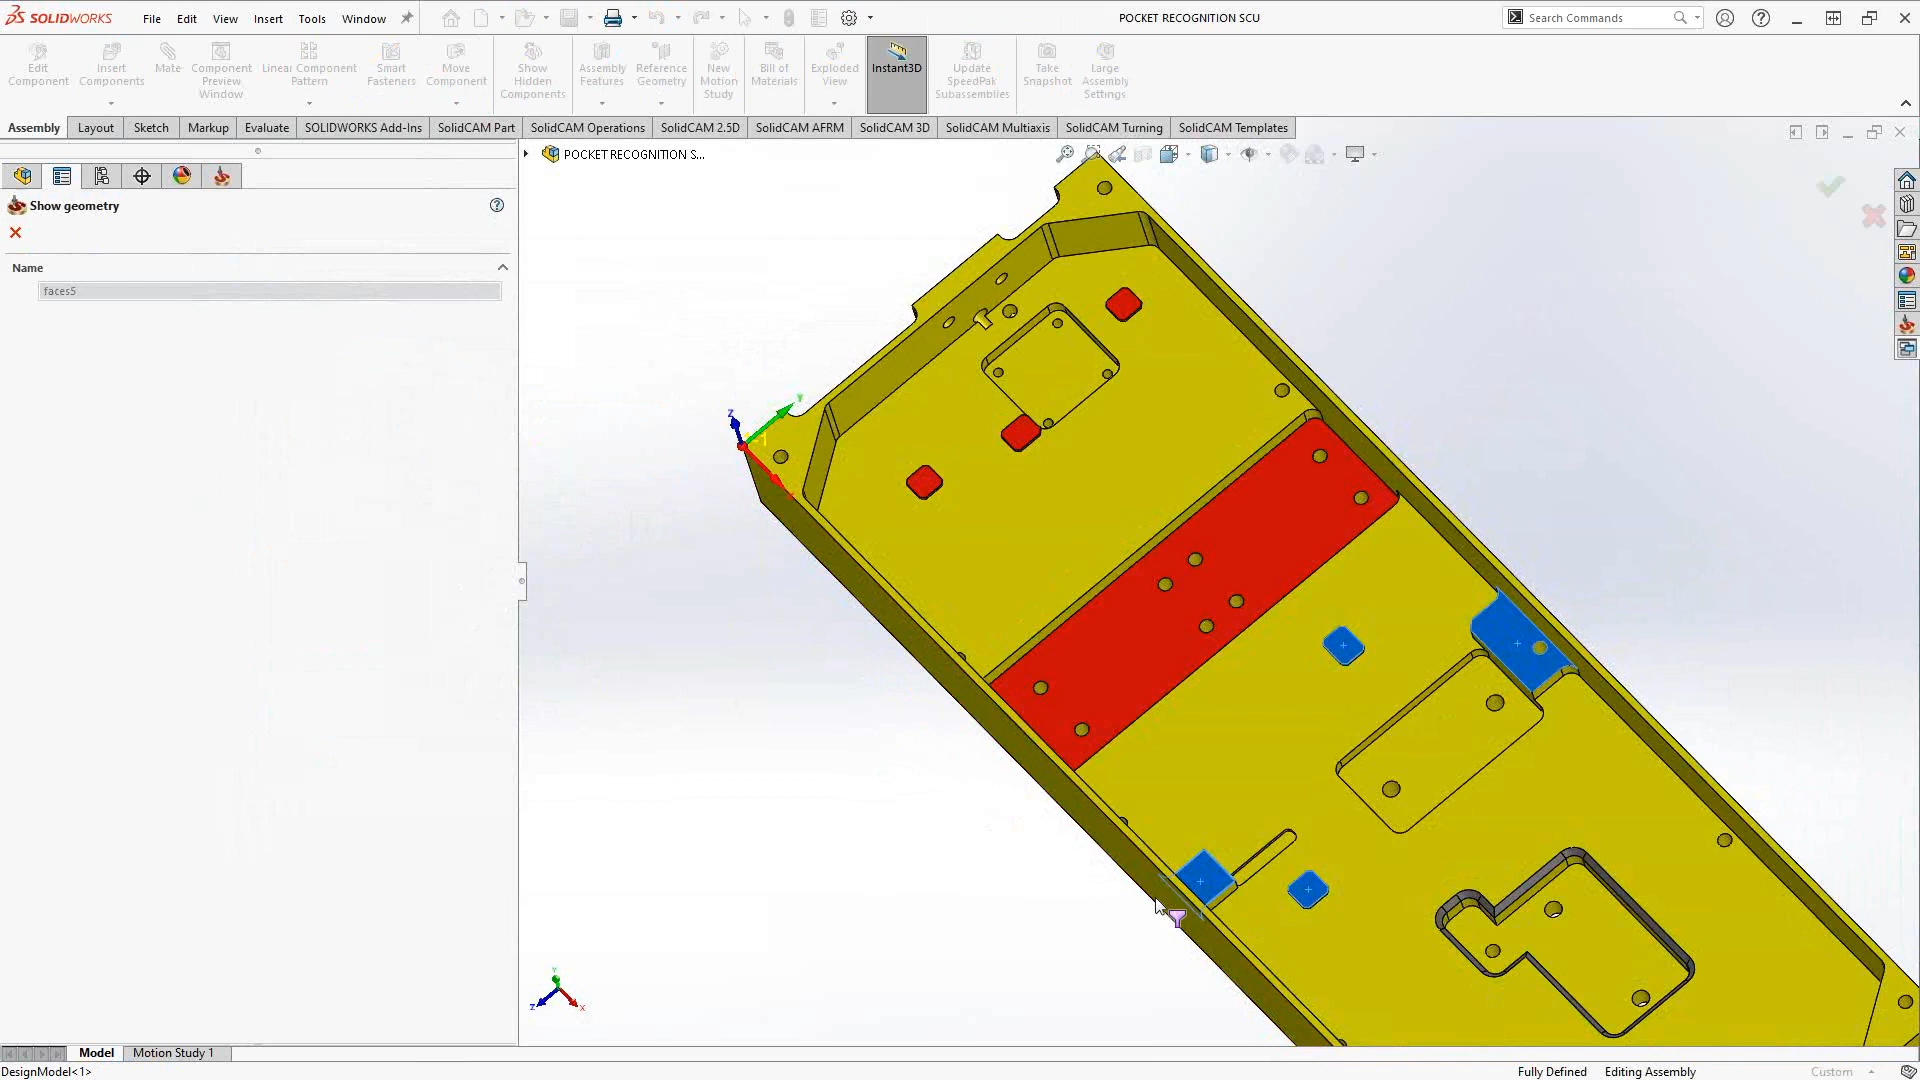 SOLIDWORKS File Edit View Insert Tools Window POCKET RECOGNITION SCU Search Commands
Edit Component
Insert Components
Mate
Component Preview Window
Linear Component Pattern
Smart Fasteners
Move Component
Show Hidden Components
Assembly Features
Reference Geometry
New Motion Study
Bill of Materials
Exploded View
Instant3D
Update SpeedPak Subassemblies
Take Snapshot
Large Assembly Settings
Assembly Layout Sketch Markup Evaluate SOLIDWORKS Add-Ins SolidCAM Part SolidCAM Operations SolidCAM 2.5D SolidCAM AFRM SolidCAM 3D SolidCAM Multiaxis SolidCAM Turning SolidCAM Templates
POCKET RECOGNITION S...
Show geometry
Name
faces5
Z
Y
X
Y
Z
X
Model Motion Study 1
DesignModel<1> Fully Defined Editing Assembly Custom